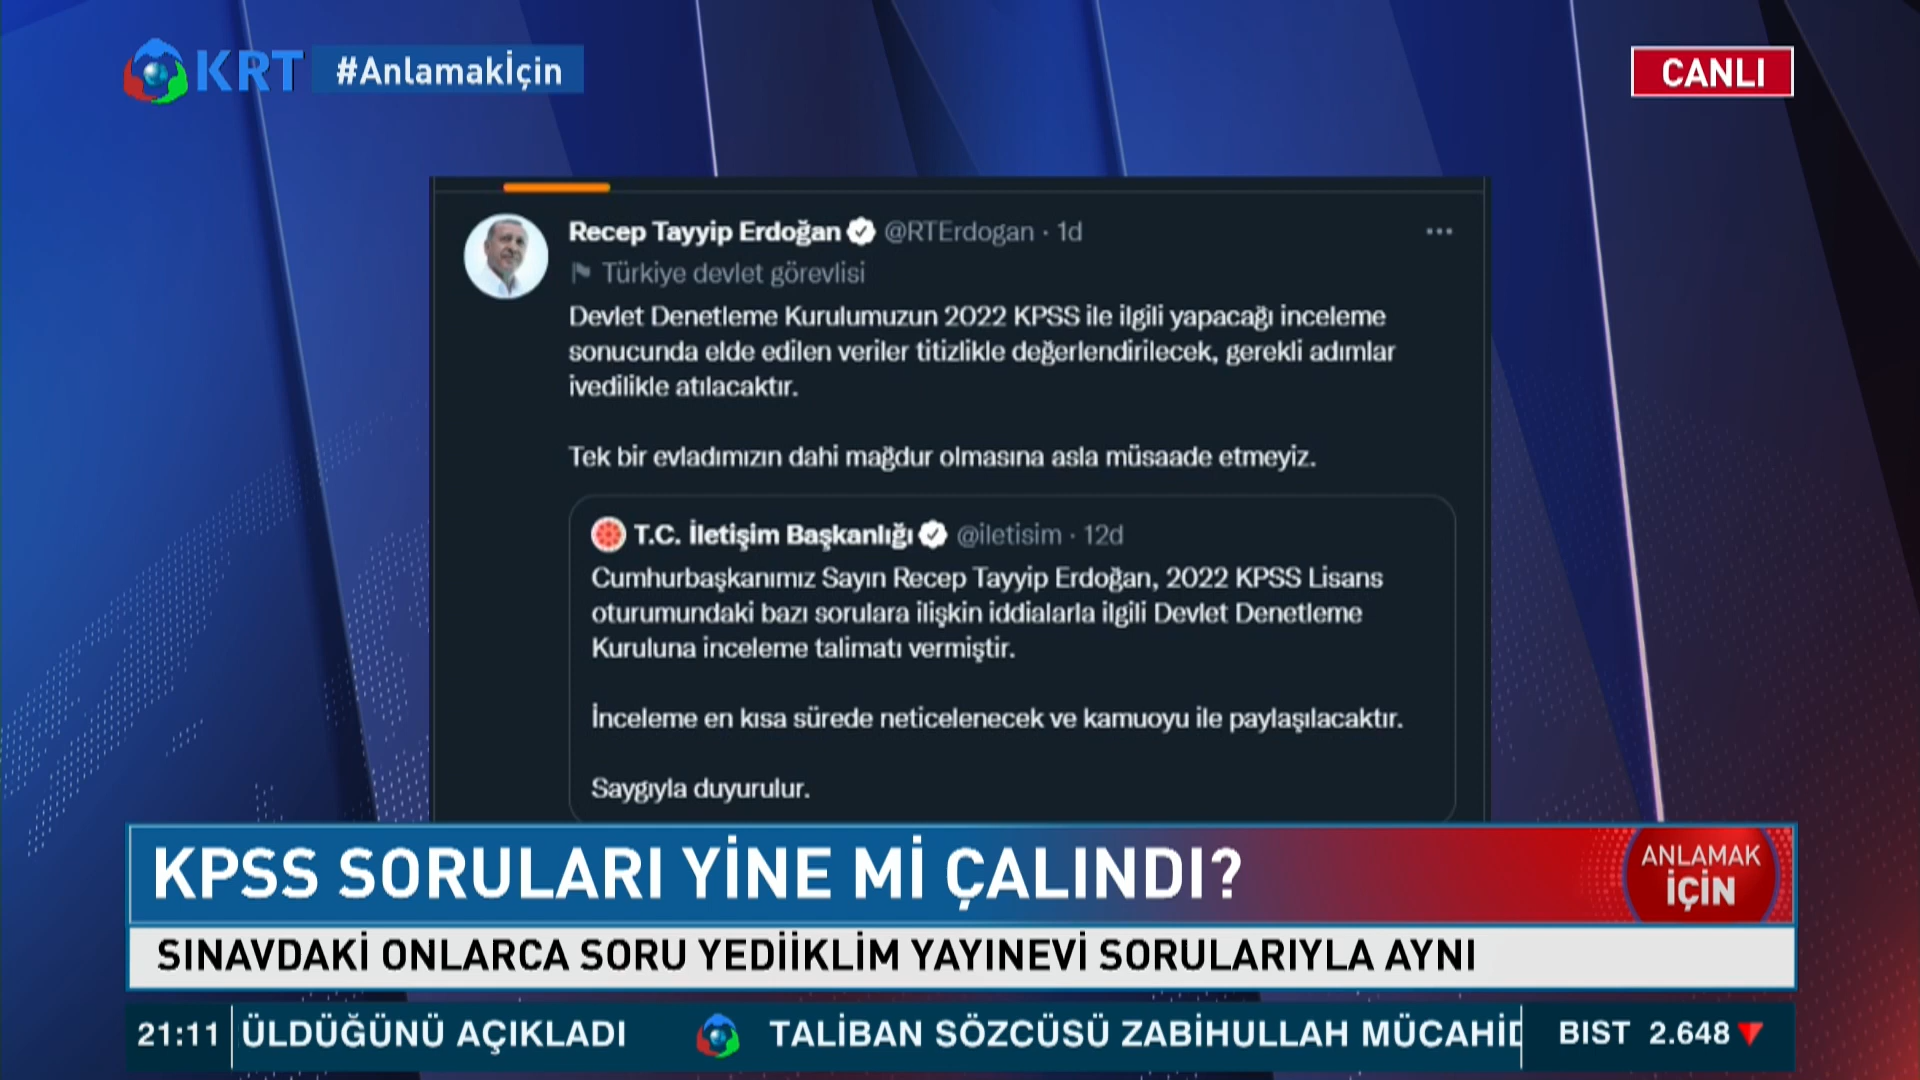 KRT #Anlamakİçin
CANLI
Recep Tayyip Erdoğan @RTErdogan · 1d
Türkiye devlet görevlisi
Devlet Denetleme Kurulumuzun 2022 KPSS ile ilgili yapacağı inceleme
sonucunda elde edilen veriler titizlikle değerlendirilecek, gerekli adımlar
ivedilikle atılacaktır.
Tek bir evladımızın dahi mağdur olmasına asla müsaade etmeyiz.
T.C. İletişim Başkanlığı @iletisim · 12d
Cumhurbaşkanımız Sayın Recep Tayyip Erdoğan, 2022 KPSS Lisans
oturumundaki bazı sorulara ilişkin iddialarla ilgili Devlet Denetleme
Kuruluna inceleme talimatı vermiştir.
İnceleme en kısa sürede neticelenecek ve kamuoyu ile paylaşılacaktır.
Saygıyla duyurulur.
KPSS SORULARI YİNE Mİ ÇALINDI?
ANLAMAK
İÇİN
SINAVDAKİ ONLARCA SORU YEDİİKLİM YAYINEVİ SORULARIYLA AYNI
21:11 ÜLDÜĞÜNÜ AÇIKLADI TALİBAN SÖZCÜSÜ ZABİHULLAH MÜCAHİD BIST 2.648